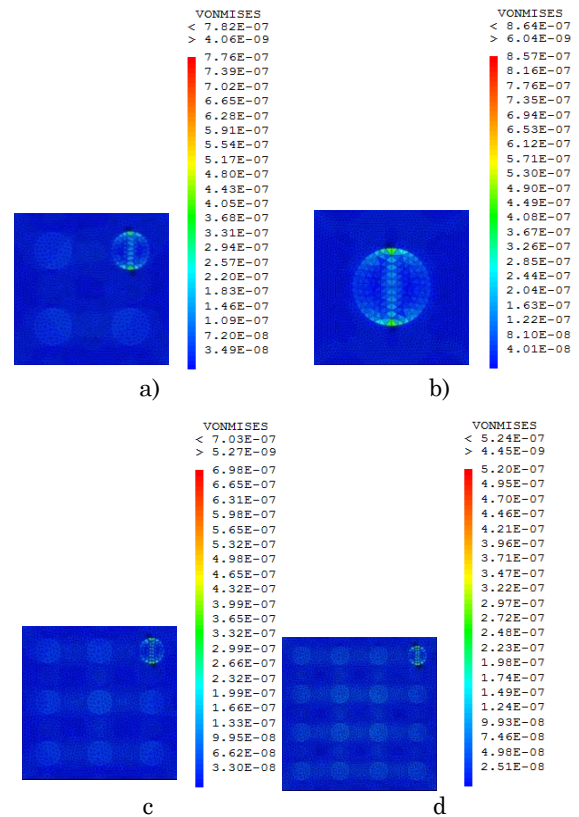 VONMISES
< 7.82E-07
> 4.06E-09
7.76E-07
7.39E-07
7.02E-07
6.65E-07
6.28E-07
5.91E-07
5.54E-07
5.17E-07
4.80E-07
4.43E-07
4.05E-07
3.68E-07
3.31E-07
2.94E-07
2.57E-07
2.20E-07
1.83E-07
1.46E-07
1.09E-07
7.20E-08
3.49E-08
a)
VONMISES
< 8.64E-07
> 6.04E-09
8.57E-07
8.16E-07
7.76E-07
7.35E-07
6.94E-07
6.53E-07
6.12E-07
5.71E-07
5.30E-07
4.90E-07
4.49E-07
4.08E-07
3.67E-07
3.26E-07
2.85E-07
2.44E-07
2.04E-07
1.63E-07
1.22E-07
8.10E-08
4.01E-08
b)
VONMISES
< 7.03E-07
> 5.27E-09
6.98E-07
6.65E-07
6.31E-07
5.98E-07
5.65E-07
5.32E-07
4.98E-07
4.65E-07
4.32E-07
3.99E-07
3.65E-07
3.32E-07
2.99E-07
2.66E-07
2.32E-07
1.99E-07
1.66E-07
1.33E-07
9.95E-08
6.62E-08
3.30E-08
c
VONMISES
< 5.24E-07
> 4.45E-09
5.20E-07
4.95E-07
4.70E-07
4.46E-07
4.21E-07
3.96E-07
3.71E-07
3.47E-07
3.22E-07
2.97E-07
2.72E-07
2.48E-07
2.23E-07
1.98E-07
1.74E-07
1.49E-07
1.24E-07
9.93E-08
7.46E-08
4.98E-08
2.51E-08
d